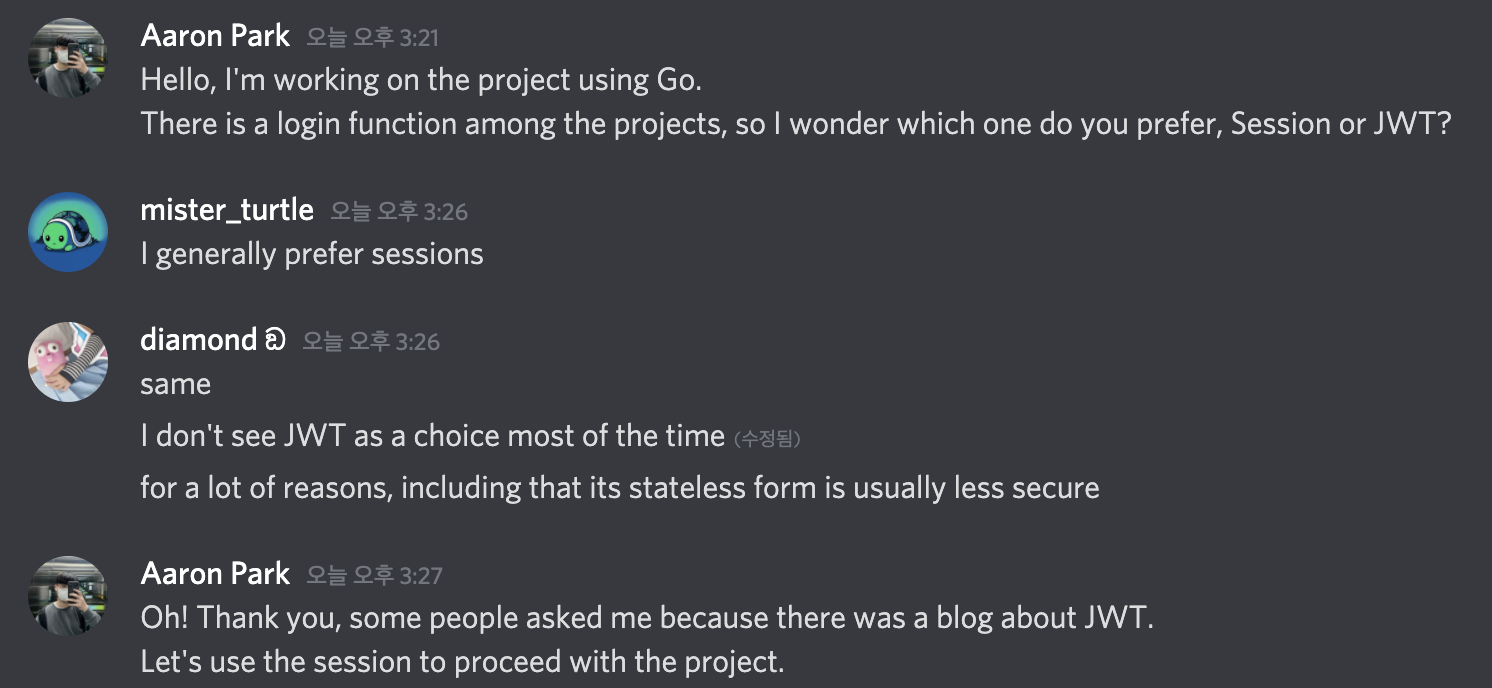 Aaron Park 오늘 오후 3:21
Hello, I'm working on the project using Go.
There is a login function among the projects, so I wonder which one do you prefer, Session or JWT?
mister_turtle 오늘 오후 3:26
I generally prefer sessions
diamond 오늘 오후 3:26
same
I don't see JWT as a choice most of the time (수정됨)
for a lot of reasons, including that its stateless form is usually less secure
Aaron Park 오늘 오후 3:27
Oh! Thank you, some people asked me because there was a blog about JWT.
Let's use the session to proceed with the project.